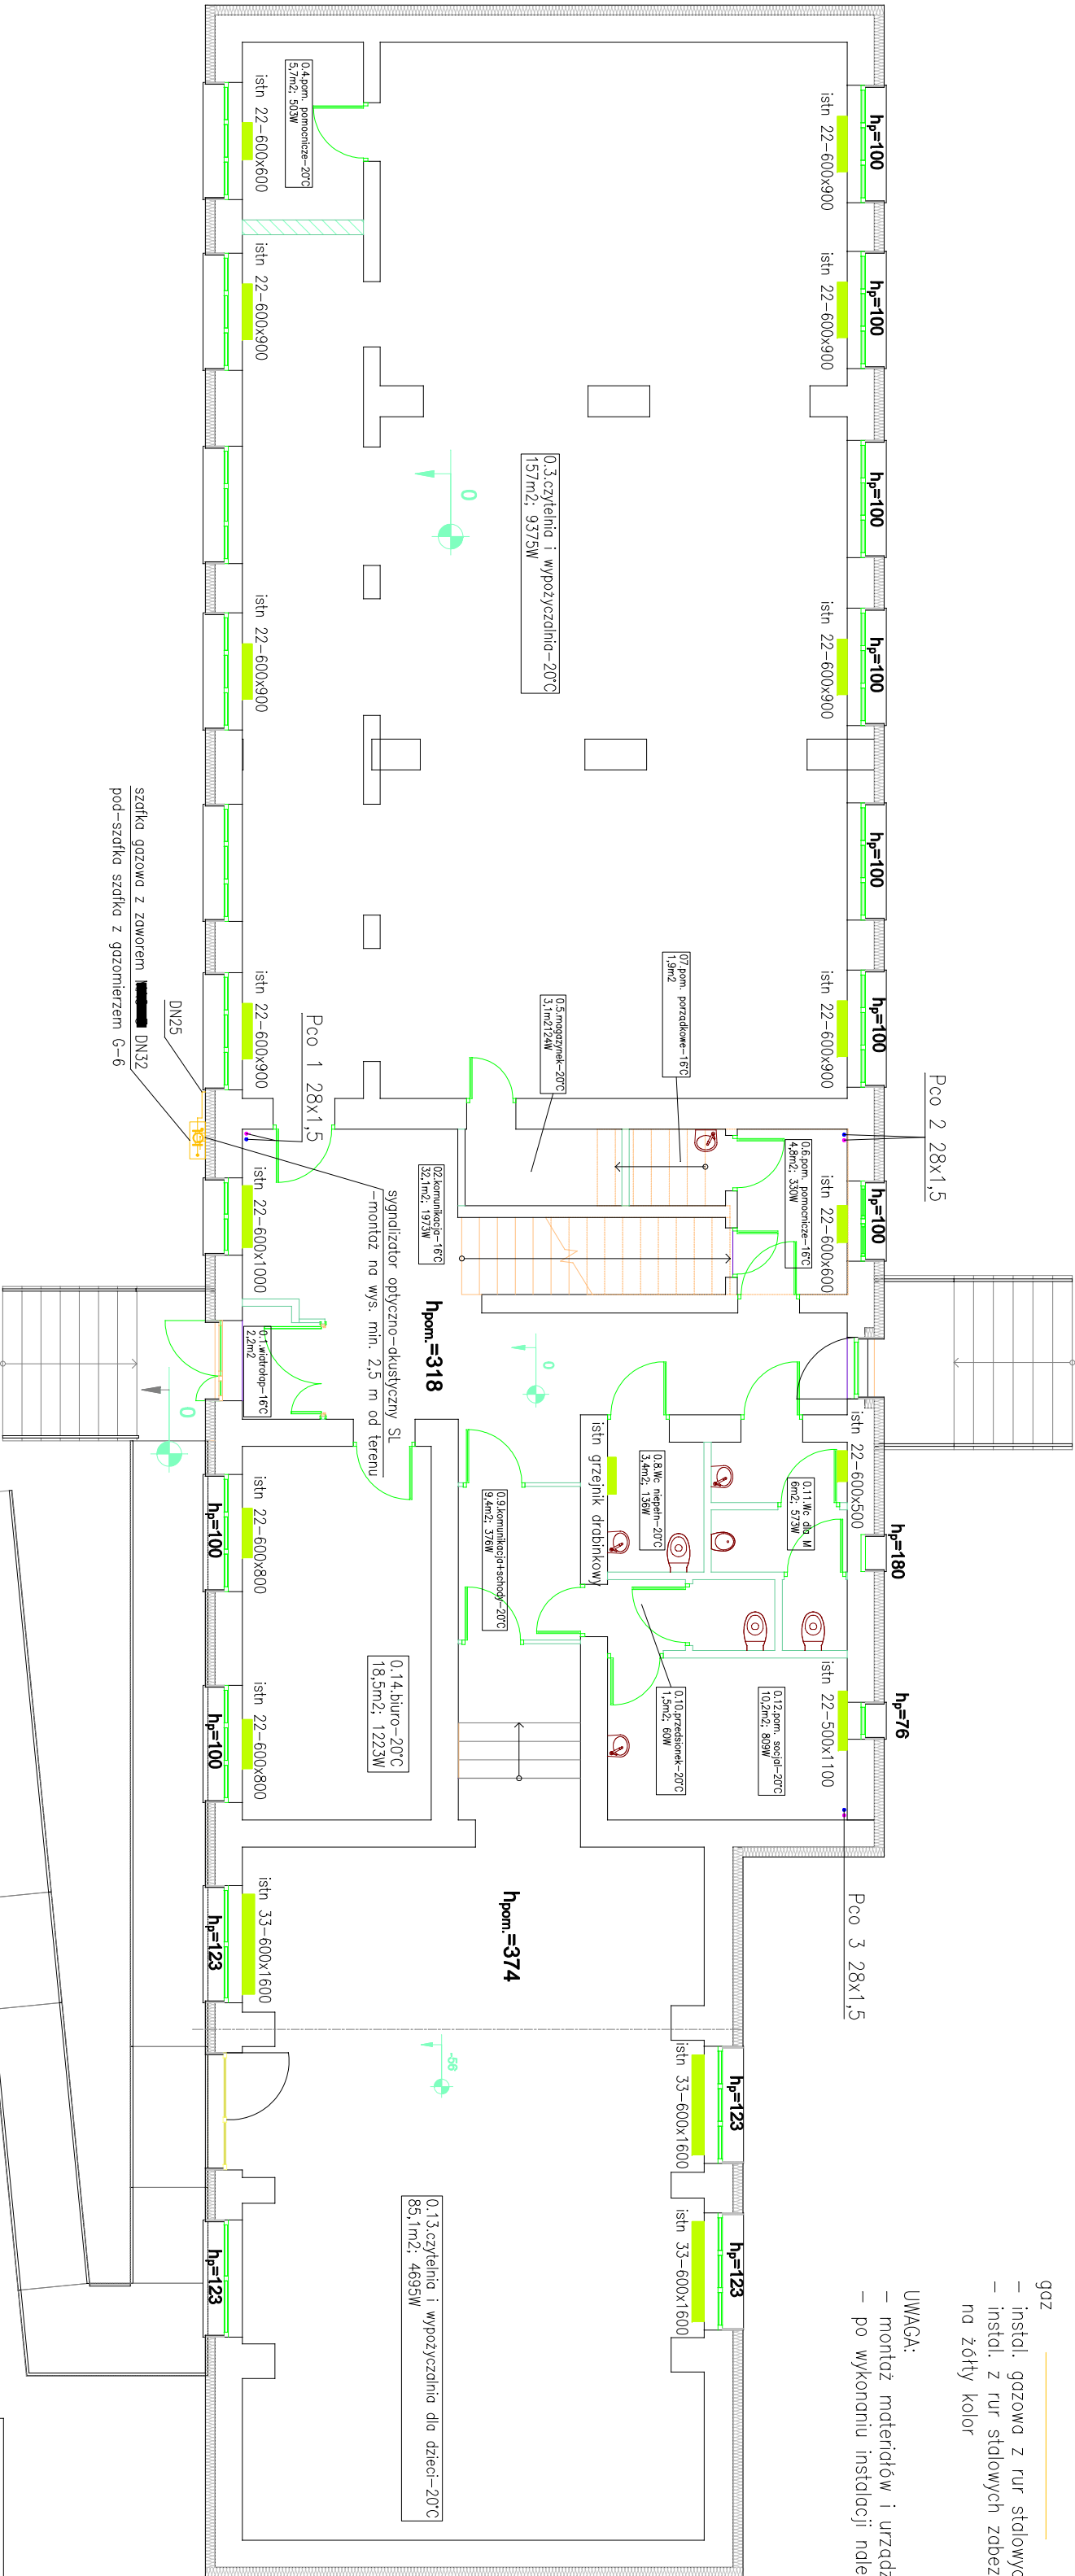 gaz
- instal. gazowa z rur stalowyc
- instal. z rur stalowych zabez
na żółty kolor
UWAGA:
- montaż materiałów i urządz
- po wykonaniu instalacji nale
Pco 2 28x1,5
Pco 3 28x1,5
hp=100
hp=100
hp=100
hp=100
hp=100
hp=100
hp=100
hp=180
hp=76
hp=123
hp=123
istn 22-600x900
istn 22-600x900
istn 22-600x900
istn 22-600x900
istn 22-600x600
istn 22-600x500
istn 22-500x1100
istn 33-600x1600
istn 33-600x1600
0.6.pom. pomocnicze-16°C
4,8m2; 330W
0.11.Wc dla M
6m2; 573W
0.12.pom. socjal-20°C
10,2m2; 809W
07.pom. porządkowe-16°C
1,9m2
0.8.Wc niepełn-20°C
3,4m2; 136W
0.10.przedsionek-20°C
1,5m2; 60W
istn grzejnik drabinkowy
0.3.czytelnia i wypożyczalnia-20°C
157m2; 9375W
0.5.magazynek-20°C
3,1m2124W
0
0
-56
hpom.=374
0.9.komunikacja+schody-20°C
9,4m2; 376W
hpom.=318
02.komunikacja-16°C
32,1m2; 1973W
0.13.czytelnia i wypożyczalnia dla dzieci-20°C
85,1m2; 4695W
sygnalizator optyczno-akustyczny SL
-montaż na wys. min. 2,5 m od terenu
0.14.biuro-20°C
18,5m2; 1223W
0.4.pom. pomocnicze-20°C
5,7m2; 503W
Pco 1 28x1,5
0.1.wiatrołap-16°C
2,2m2
istn 22-600x600
istn 22-600x900
istn 22-600x900
istn 22-600x900
istn 22-600x1000
istn 22-600x800
istn 22-600x800
istn 33-600x1600
hp=100
hp=100
hp=123
hp=123
0
DN25
szafka gazowa z zaworem DN32
pod-szafka szafka z gazomierzem G-6